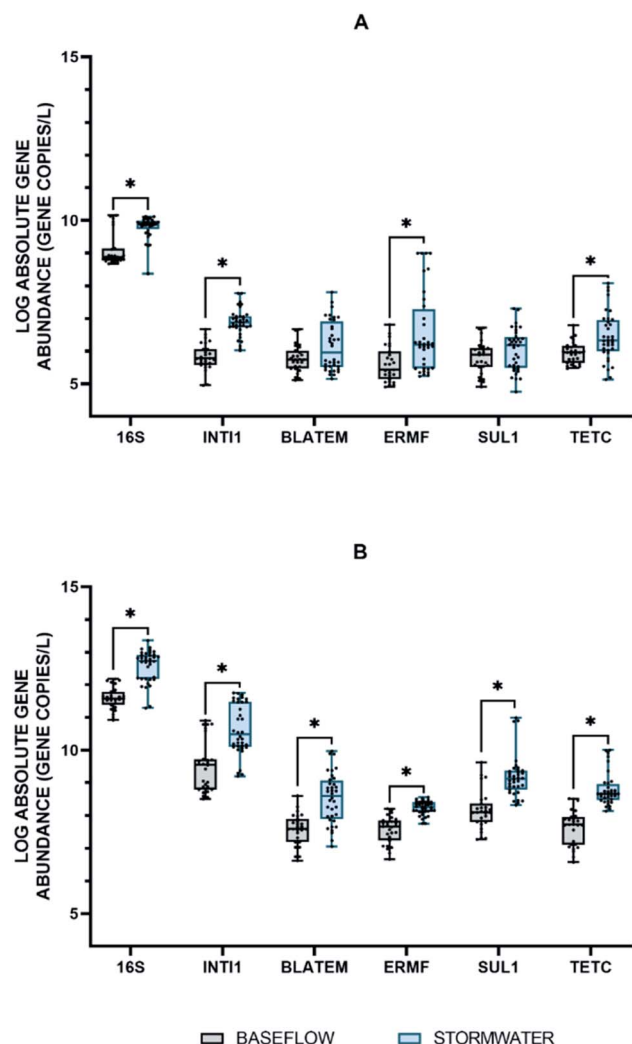 A
LOG ABSOLUTE GENE
ABUNDANCE (GENE COPIES/L)
15
10
5
*
*
*
*
16S INTI1 BLATEM ERMF SUL1 TETC
B
LOG ABSOLUTE GENE
ABUNDANCE (GENE COPIES/L)
15
10
5
*
*
*
*
*
*
16S INTI1 BLATEM ERMF SUL1 TETC
BASEFLOW STORMWATER